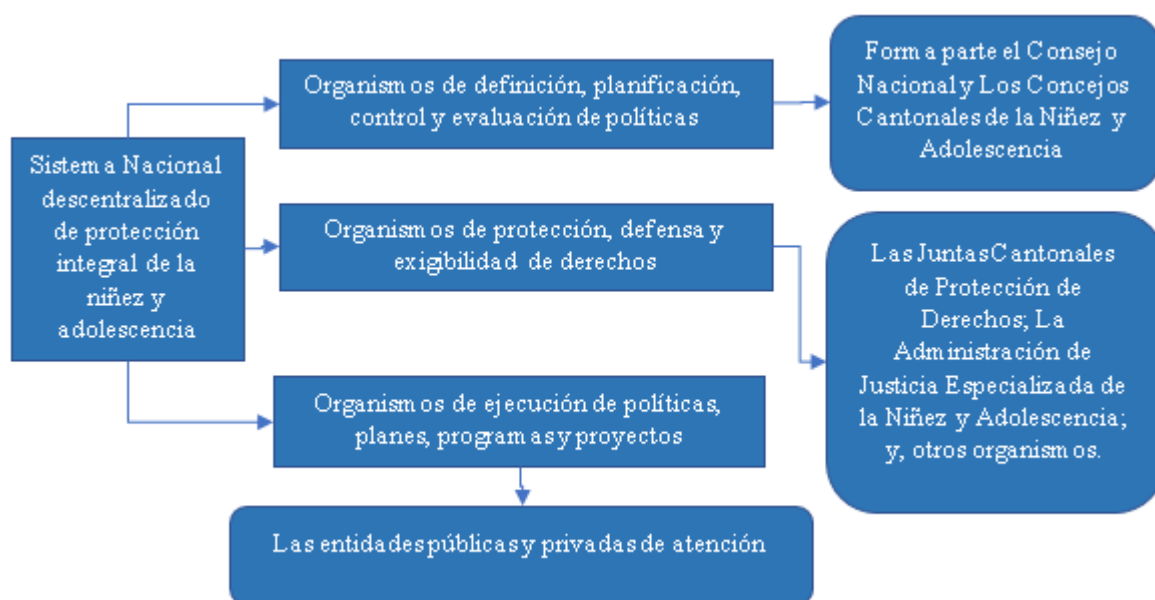 Sistema Nacional
descentralizado
de protección
integral de la
niñez y
adolescencia
Organismos de definición, planificación,
control y evaluación de políticas
Forma parte el Consejo
Nacional y Los Concejos
Cantonales de la Niñez y
Adolescencia
Organismos de protección, defensa y
exigibilidad de derechos
Las Juntas Cantonales
de Protección de
Derechos; La
Administración de
Justicia Especializada de
la Niñez y Adolescencia;
y, otros organismos.
Organismos de ejecución de políticas,
planes, programas y proyectos
Las entidades públicas y privadas de atención